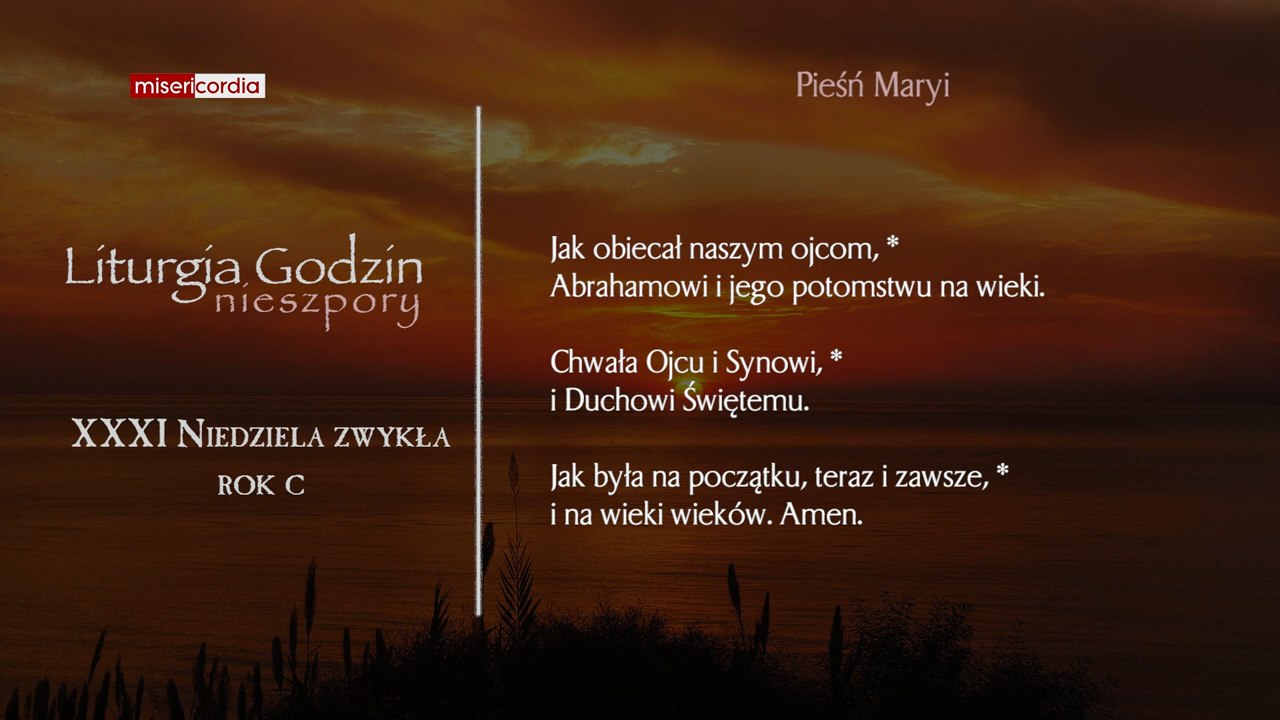 misericordia
Liturgia Godzin
nieszpory
XXXI Niedziela zwykła
rok C
Pieśń Maryi
Jak obiecał naszym ojcom, *
Abrahamowi i jego potomstwu na wieki.
Chwała Ojcu i Synowi, *
i Duchowi Świętemu.
Jak była na początku, teraz i zawsze, *
i na wieki wieków. Amen.